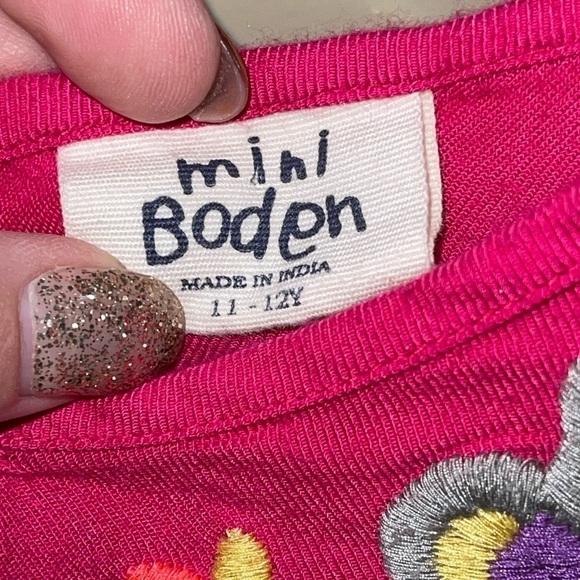 mini
Boden
MADE IN INDIA
11 - 12Y